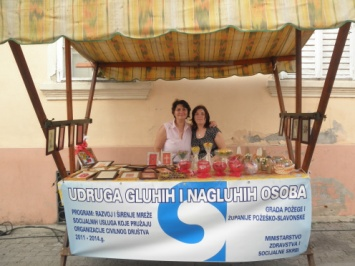 UDRUGA GLUHIH I NAGLUHIH OSOBA
PROGRAM: RAZVOJ I ŠIRENJE MREŽE
SOCIJALNIH USLUGA KOJE PRUŽAJU
ORGANIZACIJE CIVILNOG DRUŠTVA
2011 - 2014.
GRADA POŽEGE I
ŽUPANIJE POŽEŠKO-SLAVONSKE
MINISTARSTVO
ZDRAVSTVA I
SOCIJALNE SKRBI